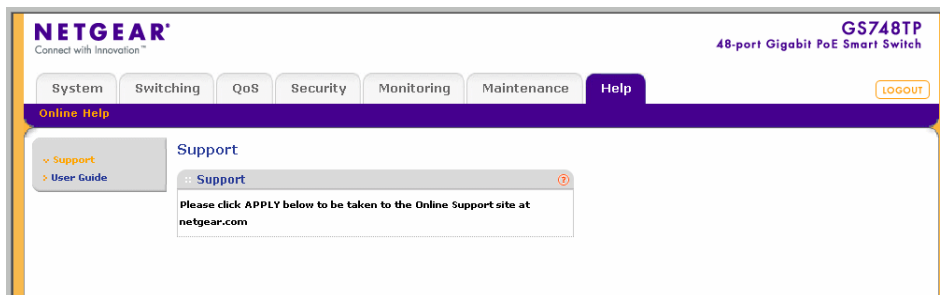 NETGEAR®
Connect with Innovation™
GS748TP
48-port Gigabit PoE Smart Switch
System Switching QoS Security Monitoring Maintenance Help
LOGOUT
Online Help
Support
User Guide
Support
Support
?
Please click APPLY below to be taken to the Online Support site at
netgear.com